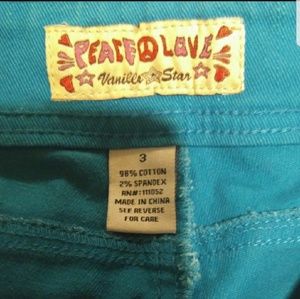 PEACE LOVE
Vanilla Star
3
98% COTTON
2% SPANDEX
RN#: 111052
MADE IN CHINA
SEE REVERSE
FOR CARE